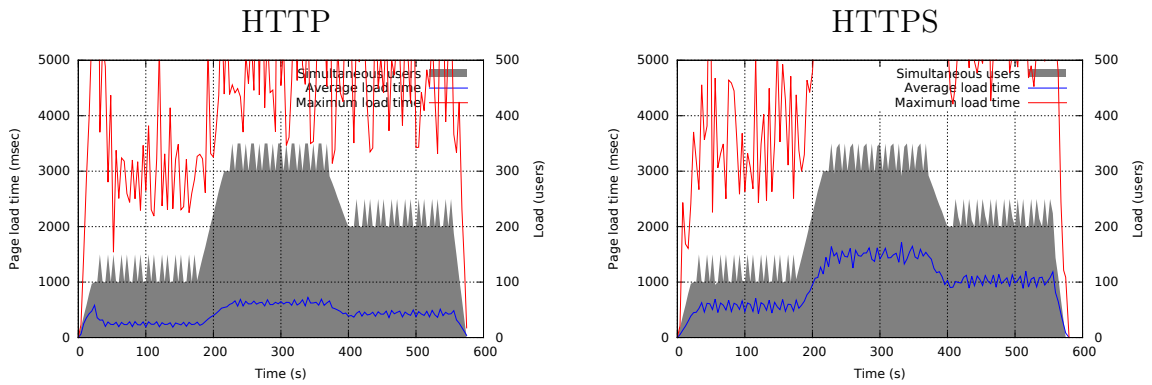 HTTP
5000
4000
3000
2000
1000
0
500
400
300
200
100
0
0 100 200 300 400 500 600
Page load time (msec)
Load (users)
Time (s)
Simultaneous users
Average load time
Maximum load time
HTTPS
5000
4000
3000
2000
1000
0
500
400
300
200
100
0
0 100 200 300 400 500 600
Page load time (msec)
Load (users)
Time (s)
Simultaneous users
Average load time
Maximum load time